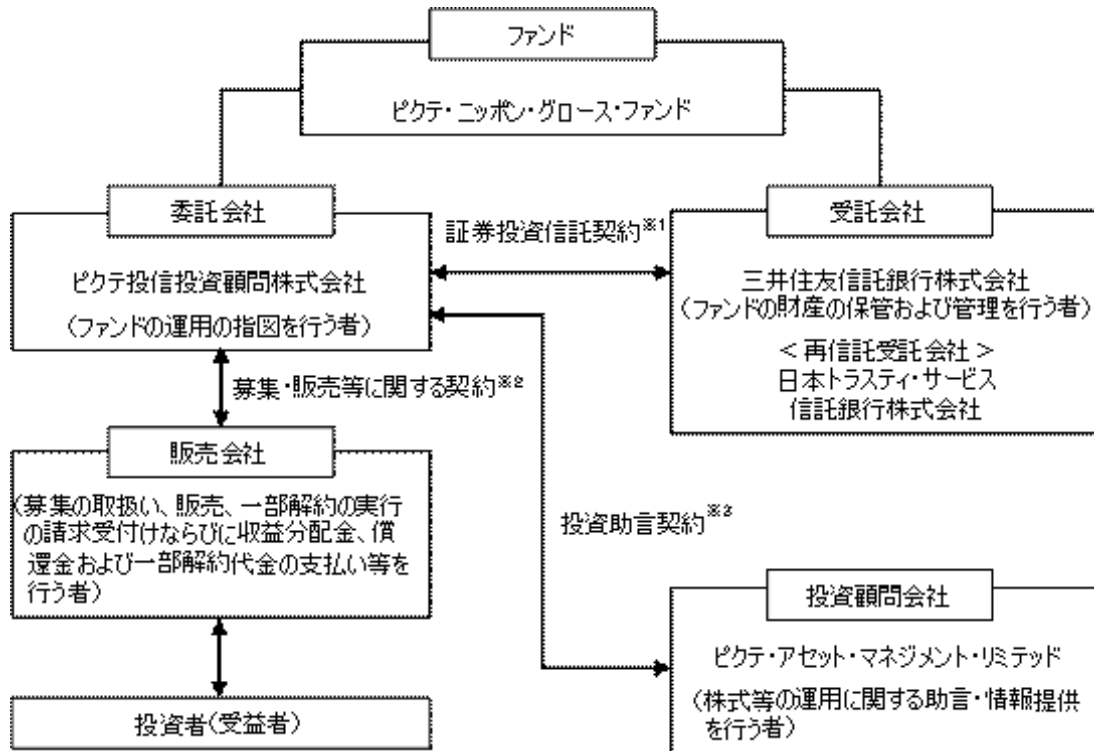 ファンド
ピクテ・ニッポン・グロース・ファンド
委託会社
ピクテ投信投資顧問株式会社
(ファンドの運用の指図を行う者)
証券投資信託契約※1
受託会社
三井住友信託銀行株式会社
(ファンドの財産の保管および管理を行う者)
＜再信託受託会社＞
日本トラスティ・サービス
信託銀行株式会社
募集・販売等に関する契約※2
販売会社
(募集の取扱い、販売、一部解約の実行
の請求受付けならびに収益分配金、償
還金および一部解約代金の支払い等を
行う者)
投資助言契約※3
投資顧問会社
ピクテ・アセット・マネジメント・リミテッド
(株式等の運用に関する助言・情報提供
を行う者)
投資者(受益者)